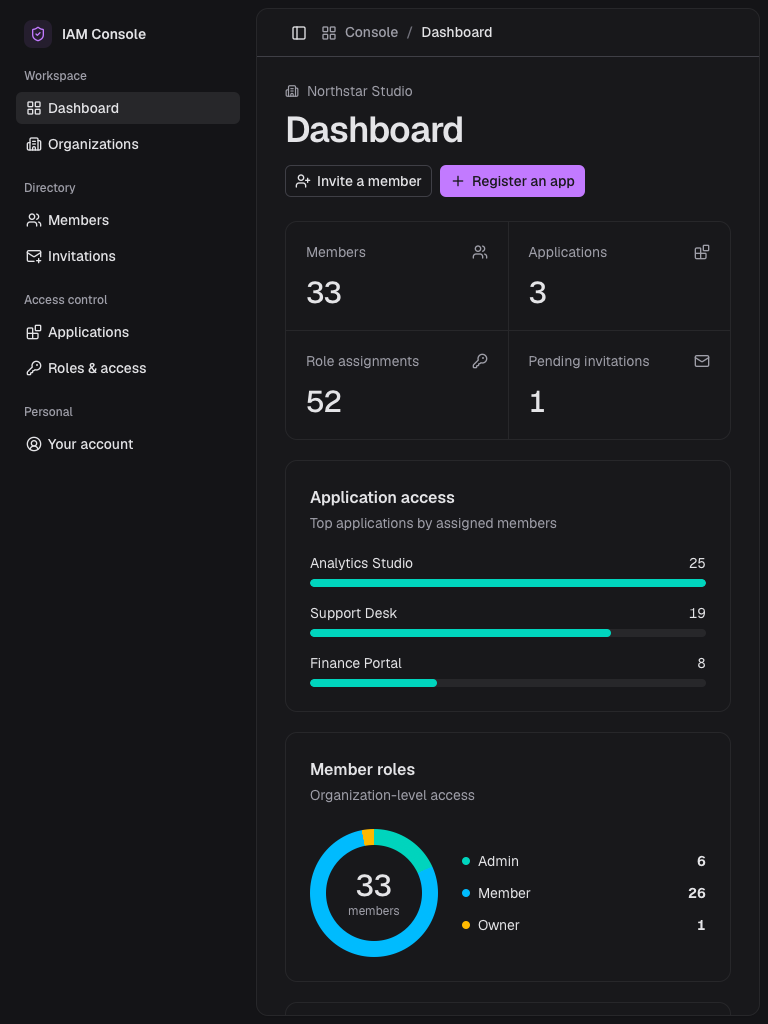 IAM Console
Workspace
Dashboard
Organizations
Directory
Members
Invitations
Access control
Applications
Roles & access
Personal
Your account
Console / Dashboard
Northstar Studio
Dashboard
Invite a member
Register an app
Members
33
Applications
3
Role assignments
52
Pending invitations
1
Application access
Top applications by assigned members
Analytics Studio 25
Support Desk 19
Finance Portal 8
Member roles
Organization-level access
33
members
Admin 6
Member 26
Owner 1